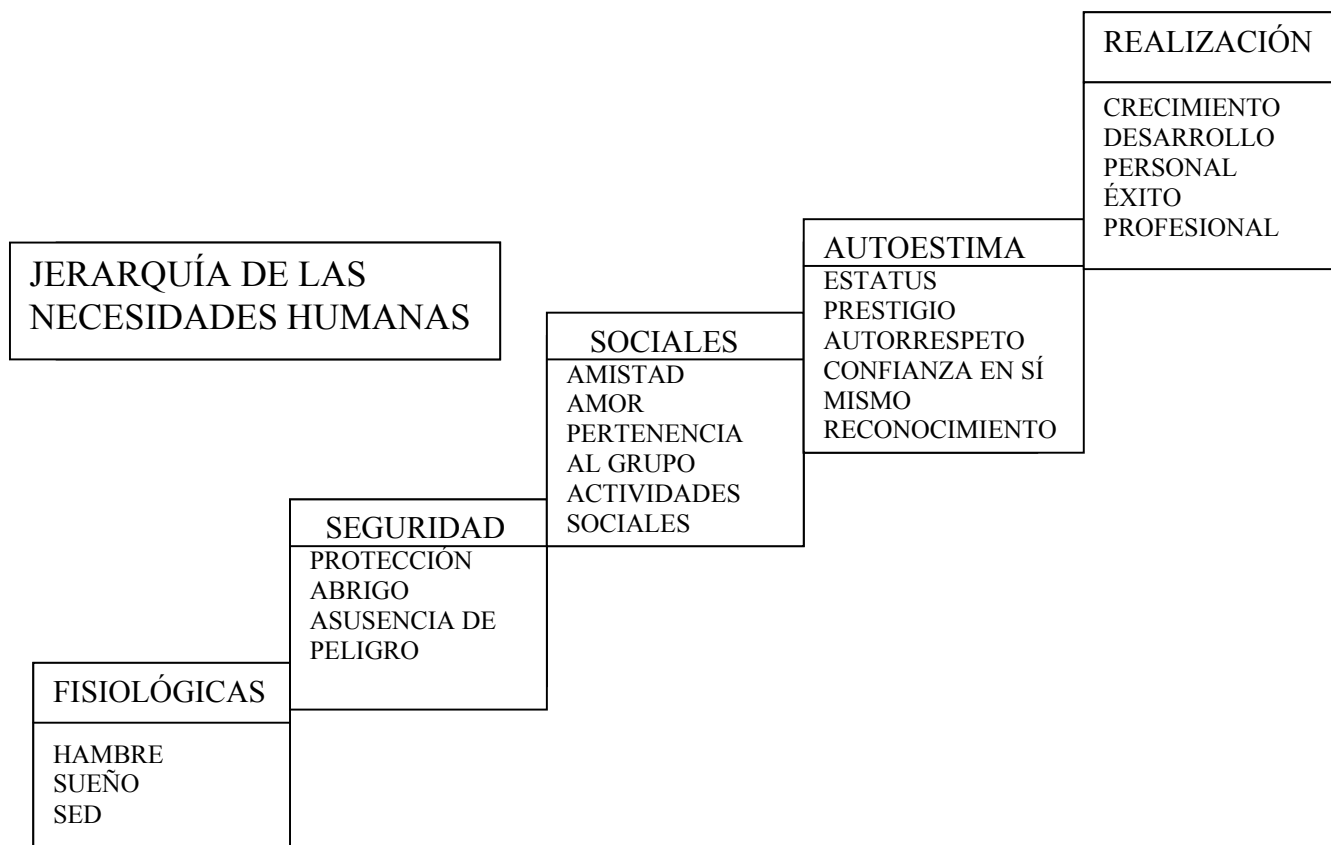 REALIZACIÓN
CRECIMIENTO
DESARROLLO
PERSONAL
ÉXITO
PROFESIONAL
JERARQUÍA DE LAS
NECESIDADES HUMANAS
AUTOESTIMA
ESTATUS
PRESTIGIO
AUTORRESPETO
CONFIANZA EN SÍ
MISMO
RECONOCIMIENTO
SOCIALES
AMISTAD
AMOR
PERTENENCIA
AL GRUPO
ACTIVIDADES
SOCIALES
SEGURIDAD
PROTECCIÓN
ABRIGO
ASUSENCIA DE
PELIGRO
FISIOLÓGICAS
HAMBRE
SUEÑO
SED